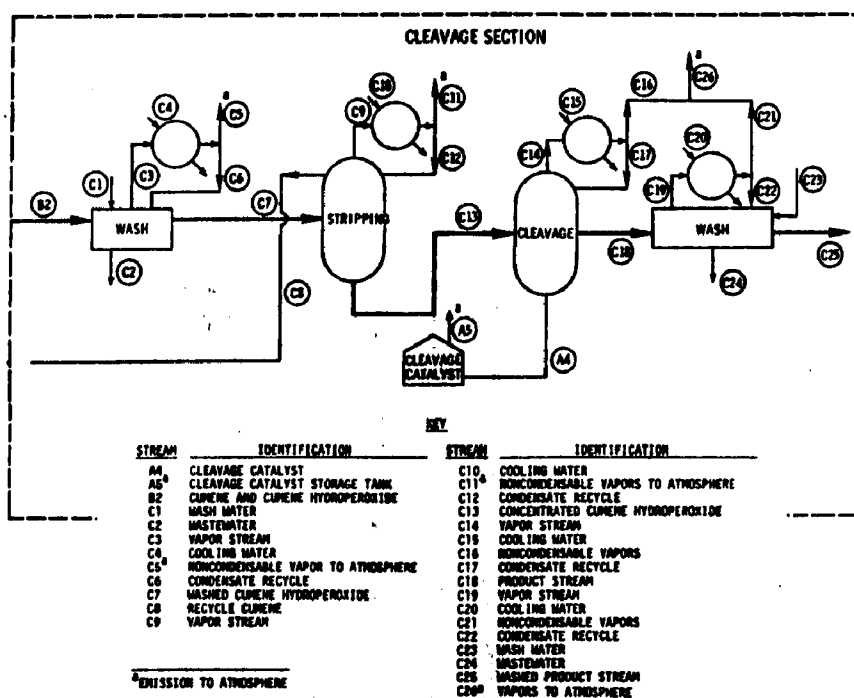 CLEAVAGE SECTION
a
a
a
C4
C5
C3
C6
C1
B2
WASH
C2
C7
C8
C9
C10
C11
C12
STRIPPING
C13
C14
C15
C16
C17
C26
C21
C20
C19
C22
C23
CLEAVAGE
C18
WASH
C25
C24
a
A5
CLEAVAGE
CATALYST
A4
KEY
STREAM IDENTIFICATION
A4 CLEAVAGE CATALYST
A5a CLEAVAGE CATALYST STORAGE TANK
B2 CUMENE AND CUMENE HYDROPEROXIDE
C1 WASH WATER
C2 WASTEWATER
C3 VAPOR STREAM
C4 COOLING WATER
C5a NONCONDENSABLE VAPOR TO ATMOSPHERE
C6 CONDENSATE RECYCLE
C7 WASHED CUMENE HYDROPEROXIDE
C8 RECYCLE CUMENE
C9 VAPOR STREAM
STREAM IDENTIFICATION
C10 COOLING WATER
C11a NONCONDENSABLE VAPORS TO ATMOSPHERE
C12 CONDENSATE RECYCLE
C13 CONCENTRATED CUMENE HYDROPEROXIDE
C14 VAPOR STREAM
C15 COOLING WATER
C16 NONCONDENSABLE VAPORS
C17 CONDENSATE RECYCLE
C18 PRODUCT STREAM
C19 VAPOR STREAM
C20 COOLING WATER
C21 NONCONDENSABLE VAPORS
C22 CONDENSATE RECYCLE
C23 WASH WATER
C24 WASTEWATER
C25 WASHED PRODUCT STREAM
C26a VAPORS TO ATMOSPHERE
aEMISSION TO ATMOSPHERE